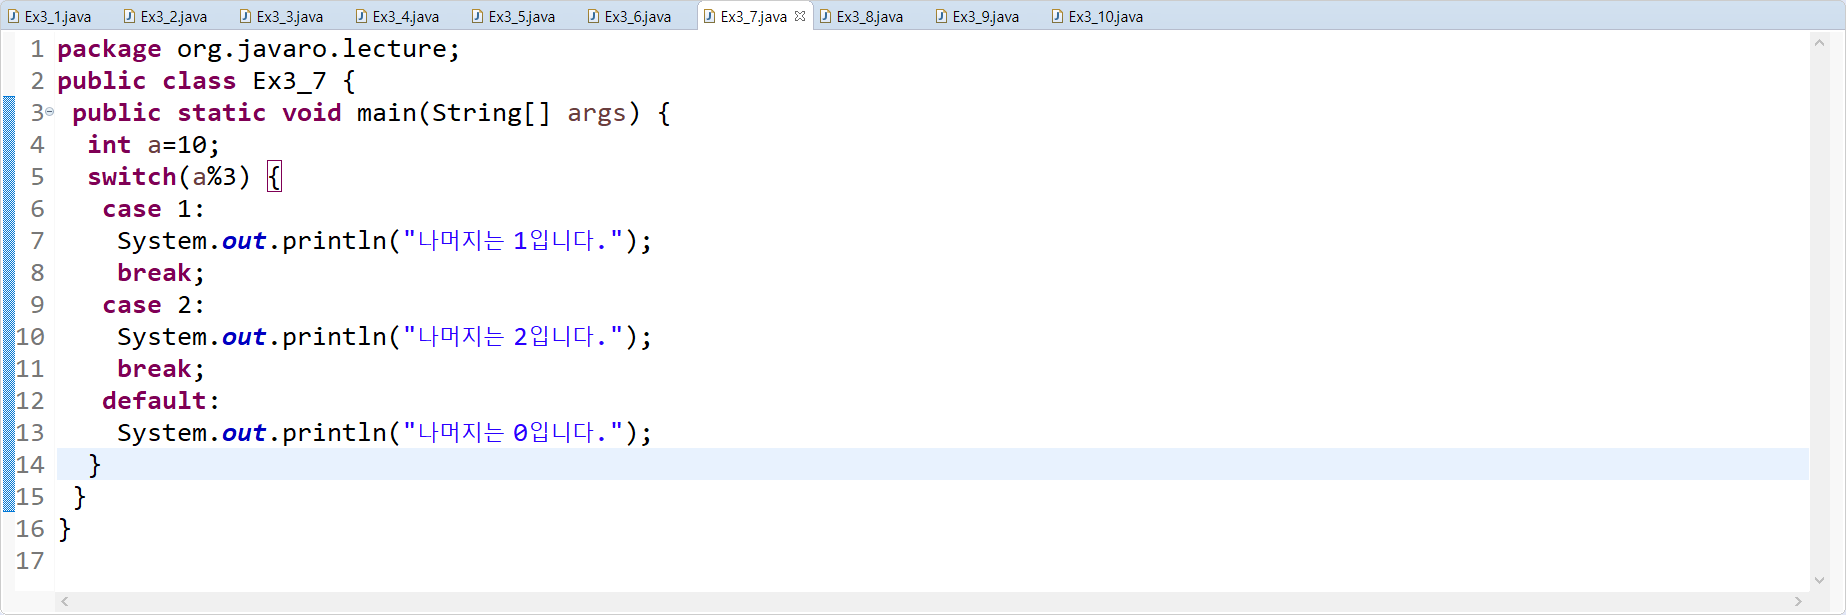 Ex3_1.java Ex3_2.java Ex3_3.java Ex3_4.java Ex3_5.java Ex3_6.java Ex3_7.java Ex3_8.java Ex3_9.java Ex3_10.java
1 package org.javaro.lecture;
2 public class Ex3_7 {
3 public static void main(String[] args) {
4 int a=10;
5 switch(a%3) {
6 case 1:
7 System.out.println("나머지는 1입니다.");
8 break;
9 case 2:
10 System.out.println("나머지는 2입니다.");
11 break;
12 default:
13 System.out.println("나머지는 0입니다.");
14 }
15 }
16 }
17